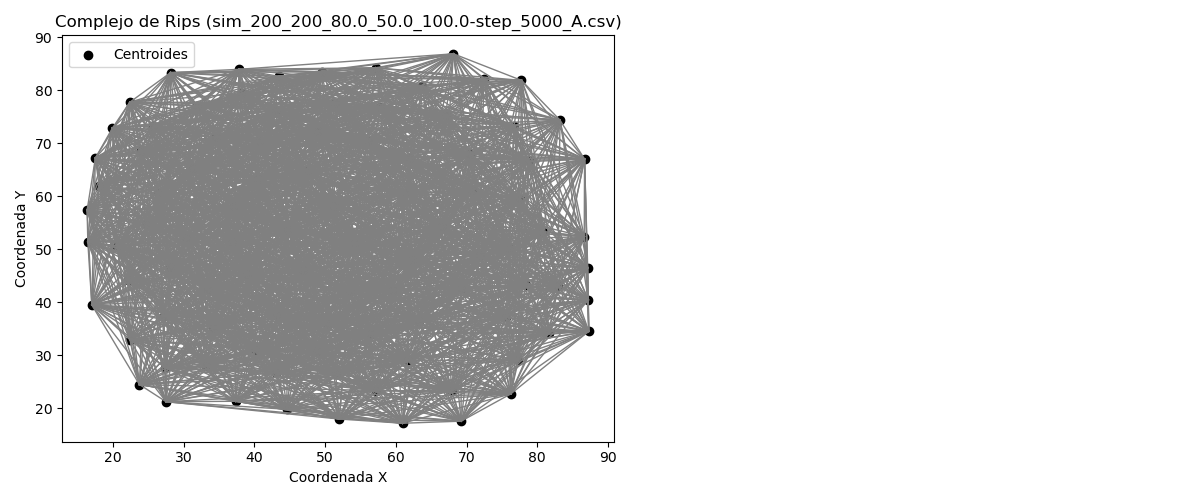 Complejo de Rips (sim_200_200_80.0_50.0_100.0-step_5000_A.csv)
Centroides
Coordenada Y
90
80
70
60
50
40
30
20
20 30 40 50 60 70 80 90
Coordenada X